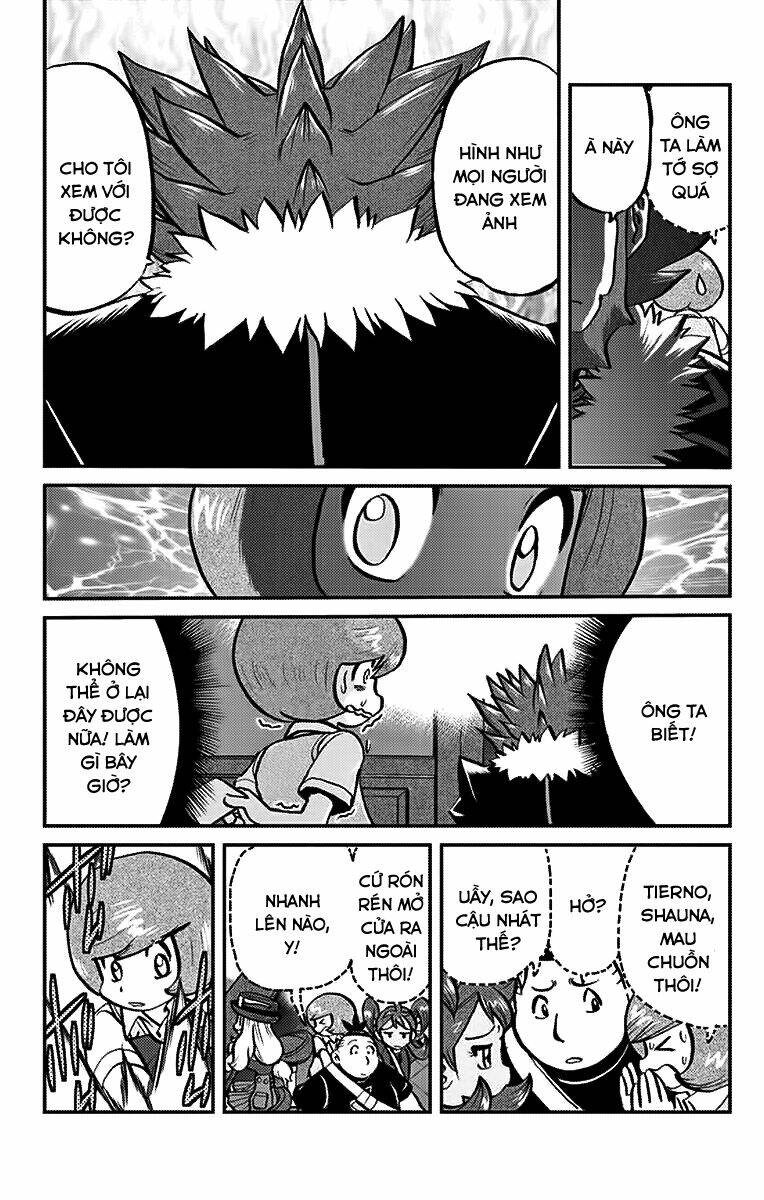 ÔNG
TA LÀM
TỚ SỢ
QUÁ
À NÀY
HÌNH NHƯ
MỌI NGƯỜI
ĐANG XEM
ẢNH
CHO TÔI
XEM VỚI
ĐƯỢC
KHÔNG?
ÔNG TA
BIẾT!
KHÔNG
THỂ Ở LẠI
ĐÂY ĐƯỢC
NỮA! LÀM
GÌ BÂY
GIỜ?
TIERNO,
SHAUNA,
MAU
CHUỒN
THÔI!
HỞ?
UẦY, SAO
CẬU NHÁT
THẾ?
CỨ RÓN
RÉN MỞ
CỬA RA
NGOÀI
THÔI!
NHANH
LÊN NÀO,
Y!